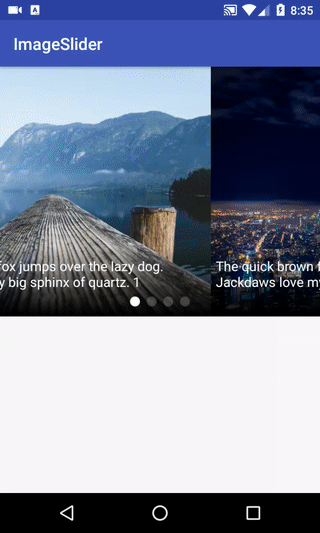 8:35
ImageSlider
fox jumps over the lazy dog.
y big sphinx of quartz. 1
The quick brown f
Jackdaws love my